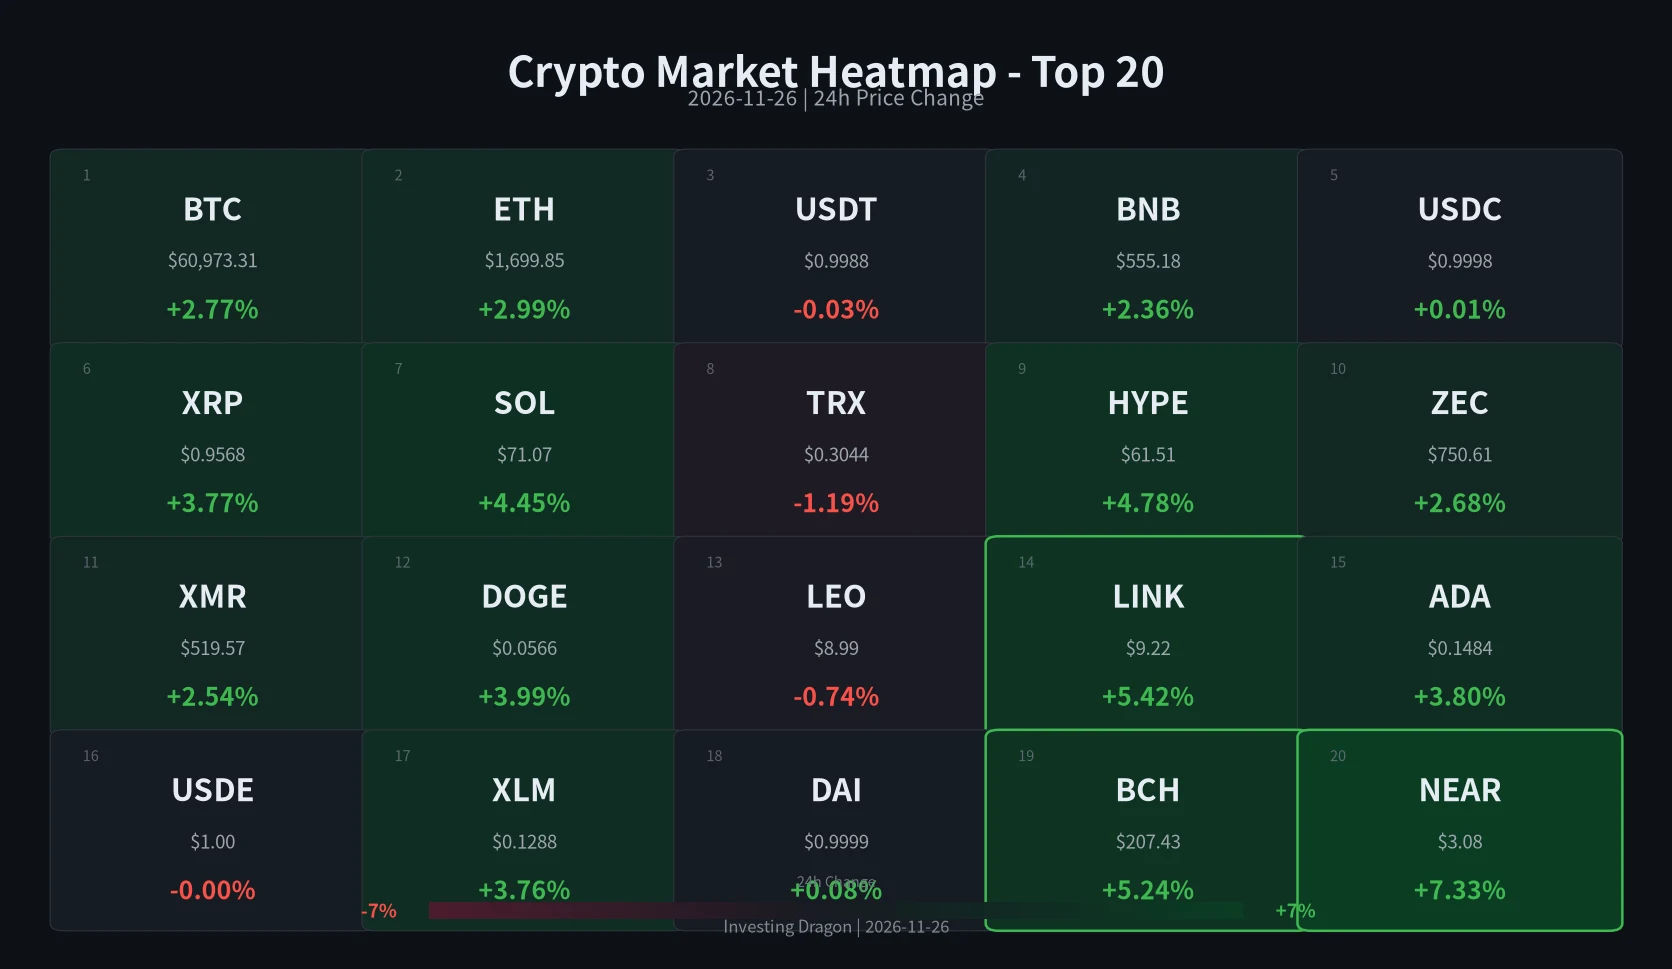 Crypto Market Heatmap - Top 20
2026-11-26 | 24h Price Change
1
BTC
$60,973.31
+2.77%
2
ETH
$1,699.85
+2.99%
3
USDT
$0.9988
-0.03%
4
BNB
$555.18
+2.36%
5
USDC
$0.9998
+0.01%
6
XRP
$0.9568
+3.77%
7
SOL
$71.07
+4.45%
8
TRX
$0.3044
-1.19%
9
HYPE
$61.51
+4.78%
10
ZEC
$750.61
+2.68%
11
XMR
$519.57
+2.54%
12
DOGE
$0.0566
+3.99%
13
LEO
$8.99
-0.74%
14
LINK
$9.22
+5.42%
15
ADA
$0.1484
+3.80%
16
USDE
$1.00
-0.00%
17
XLM
$0.1288
+3.76%
18
DAI
$0.9999
+0.08%
19
BCH
$207.43
+5.24%
20
NEAR
$3.08
+7.33%
24h Change
-7%
+7%
Investing Dragon | 2026-11-26